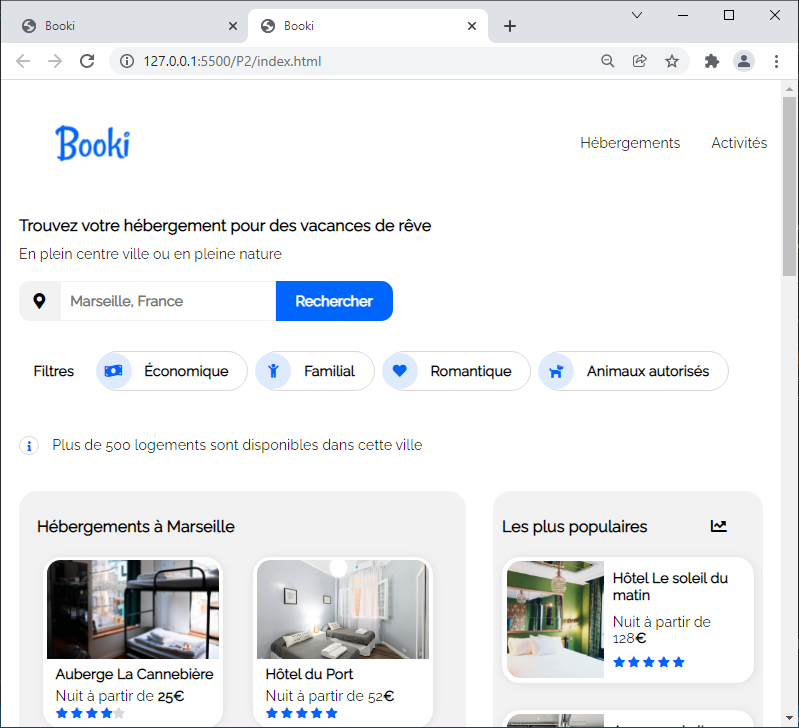 Booki
Booki
127.0.0.1:5500/P2/index.html
Booki
Hébergements
Activités
Trouvez votre hébergement pour des vacances de rêve
En plein centre ville ou en pleine nature
Marseille, France
Rechercher
Filtres
Économique
Familial
Romantique
Animaux autorisés
Plus de 500 logements sont disponibles dans cette ville
Hébergements à Marseille
Auberge La Cannebière
Nuit à partir de 25€
Hôtel du Port
Nuit à partir de 52€
Les plus populaires
Hôtel Le soleil du
matin
Nuit à partir de
128€